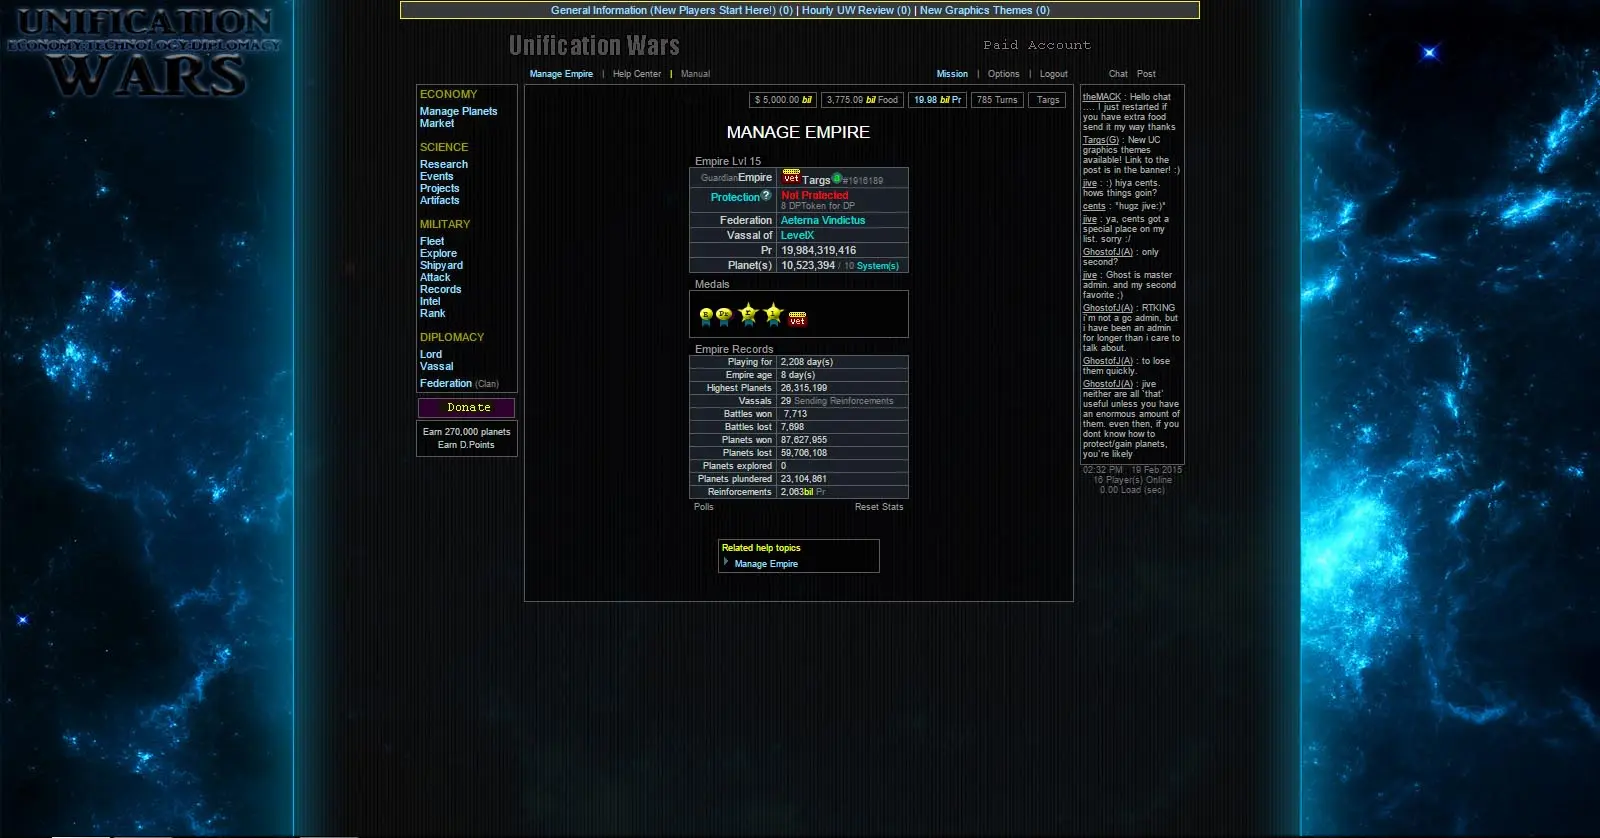 UNIFICATION
ECONOMY:TECHNOLOGY:DIPLOMACY
WARS
General Information (New Players Start Here!) (0) | Hourly UW Review (0) | New Graphics Themes (0)
Unification Wars
Paid Account
Manage Empire | Help Center | Manual
Mission | Options | Logout
Chat Post
ECONOMY
Manage Planets
Market
SCIENCE
Research
Events
Projects
Artifacts
MILITARY
Fleet
Explore
Shipyard
Attack
Records
Intel
Rank
DIPLOMACY
Lord
Vassal
Federation (Clan)
Donate
Earn 270,000 planets
Earn D.Points
$ 5,000.00 bil
3,775.09 bil Food
19.98 bil Pr
785 Turns
Targs
MANAGE EMPIRE
Empire Lvl 15
GuardianEmpire vet Targs a #1916189
Protection? Not Protected
8 DPToken for DP
Federation Aeterna Vindictus
Vassal of LevelX
Pr 19,984,319,416
Planet(s) 10,523,394 / 10 System(s)
Medals
E Pr r i vet
Empire Records
Playing for 2,208 day(s)
Empire age 8 day(s)
Highest Planets 26,315,199
Vassals 29 Sending Reinforcements
Battles won 7,713
Battles lost 7,698
Planets won 87,627,955
Planets lost 59,706,108
Planets explored 0
Planets plundered 23,104,861
Reinforcements 2,063bil Pr
Polls Reset Stats
Related help topics
Manage Empire
theMACK : Hello chat
.... I just restarted if
you have extra food
send it my way thanks
Targs(G) : New UC
graphics themes
available! Link to the
post is in the banner! :)
jive : :) hiya cents.
hows things goin?
cents : *hugz jive:)*
jive : ya, cents got a
special place on my
list. sorry :/
GhostofJ(A) : only
second?
jive : Ghost is master
admin. and my second
favorite ;)
GhostofJ(A) : RTKING
i`m not a gc admin, but
i have been an admin
for longer than i care to
talk about.
GhostofJ(A) : to lose
them quickly.
GhostofJ(A) : jive
neither are all `that`
useful unless you have
an enormous amount of
them. even then, if you
dont know how to
protect/gain planets,
you`re likely
02:32 PM 19 Feb 2015
16 Player(s) Online
0.00 Load (sec)